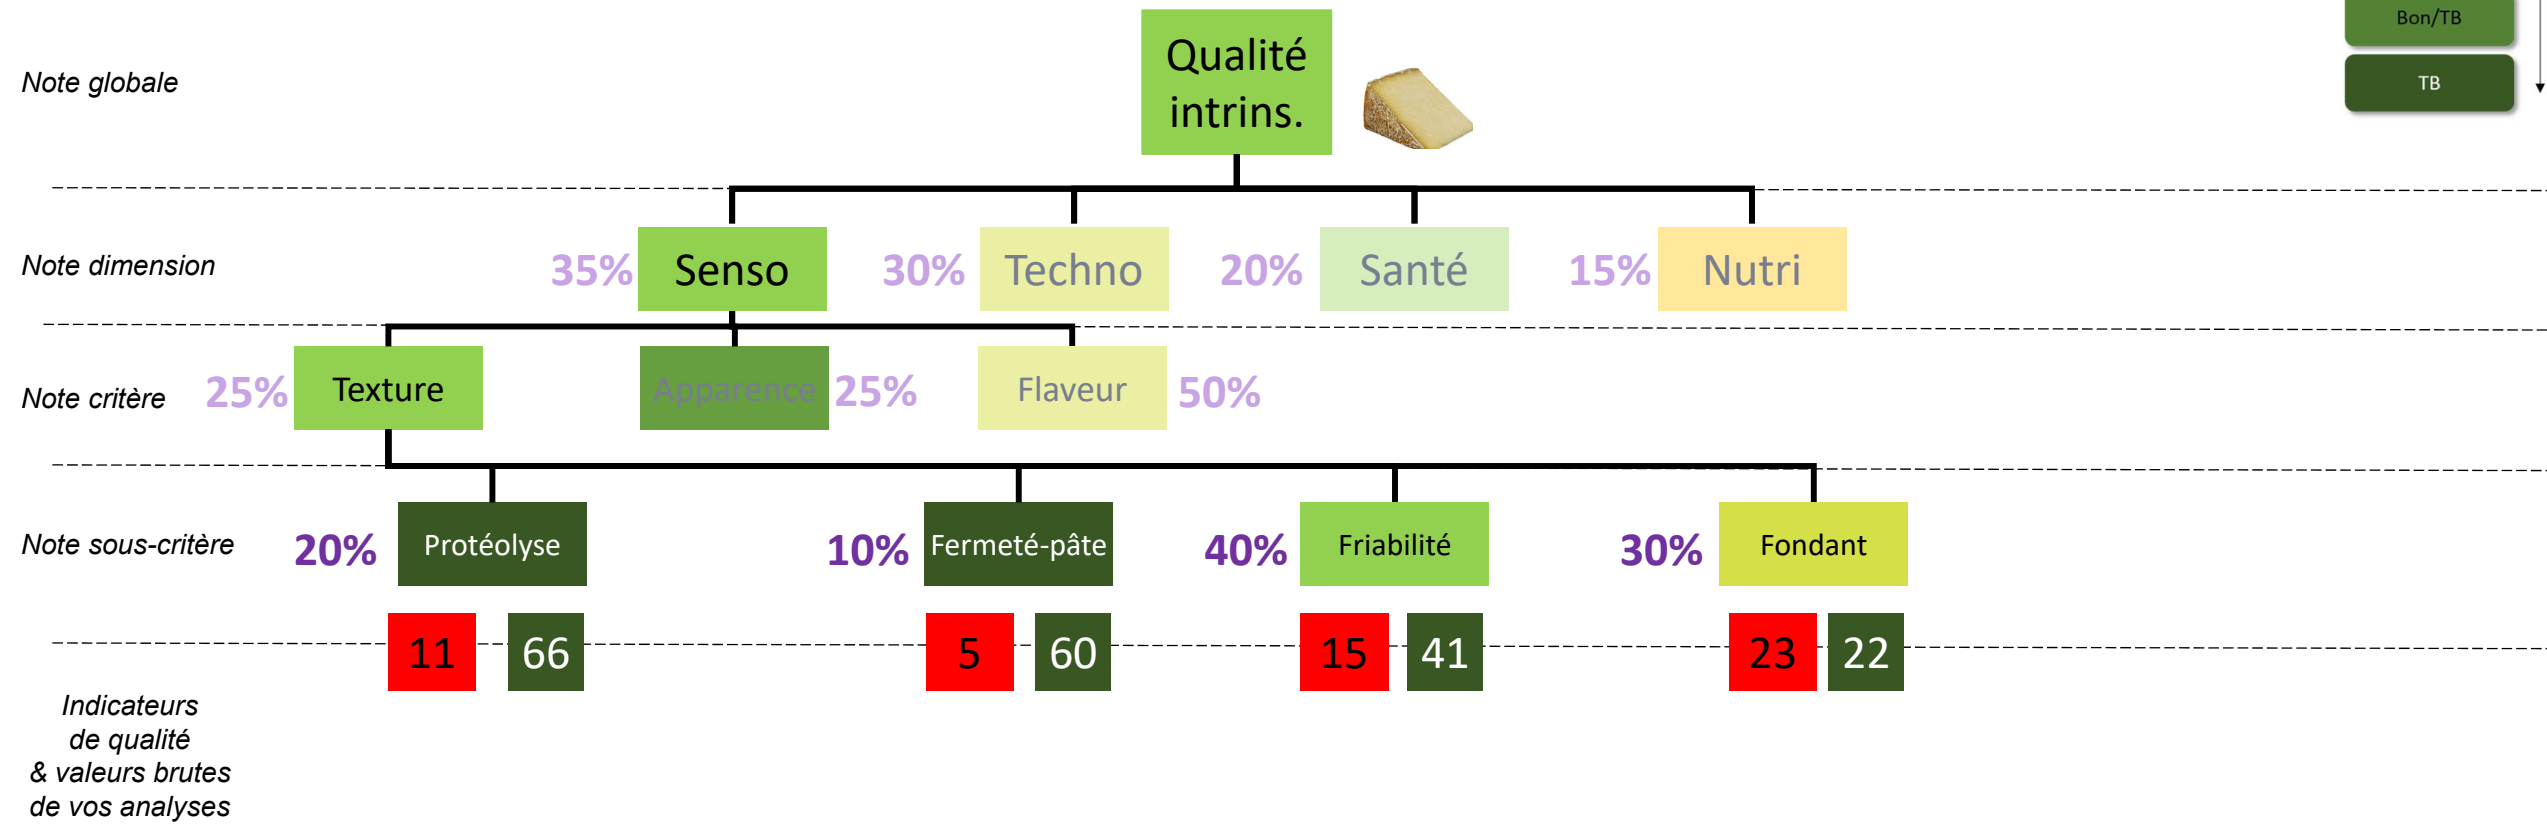 Bon/TB
TB
Note globale
Qualité
intrins.
Note dimension
35% Senso 30% Techno 20% Santé 15% Nutri
Note critère 25% Texture Apparence 25% Flaveur 50%
Note sous-critère 20% Protéolyse 10% Fermeté-pâte 40% Friabilité 30% Fondant
11 66 5 60 15 41 23 22
Indicateurs
de qualité
& valeurs brutes
de vos analyses